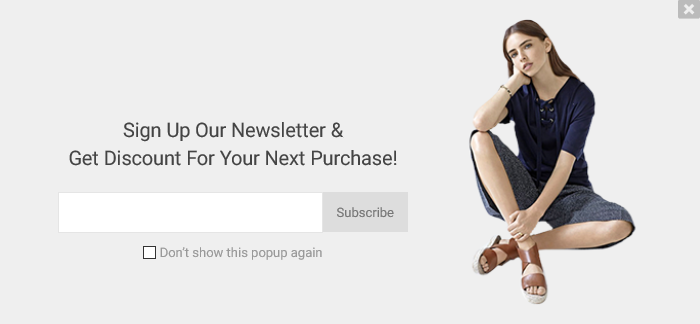 Sign Up Our Newsletter &
Get Discount For Your Next Purchase!
Subscribe
Don't show this popup again